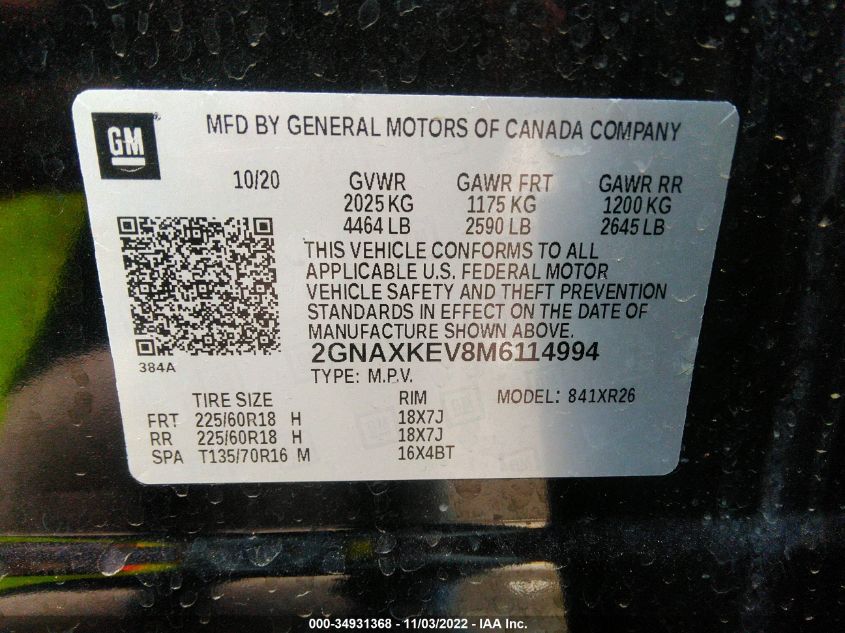 GM
MFD BY GENERAL MOTORS OF CANADA COMPANY
10/20 GVWR GAWR FRT GAWR RR
2025 KG 1175 KG 1200 KG
4464 LB 2590 LB 2645 LB
THIS VEHICLE CONFORMS TO ALL
APPLICABLE U.S. FEDERAL MOTOR
VEHICLE SAFETY AND THEFT PREVENTION
STANDARDS IN EFFECT ON THE DATE OF
MANUFACTURE SHOWN ABOVE.
2GNAXKEV8M6114994
384A
TYPE: M.P.V.
TIRE SIZE RIM MODEL: 841XR26
FRT 225/60R18 H 18X7J
RR 225/60R18 H 18X7J
SPA T135/70R16 M 16X4BT
000-34931368 - 11/03/2022 - IAA Inc.